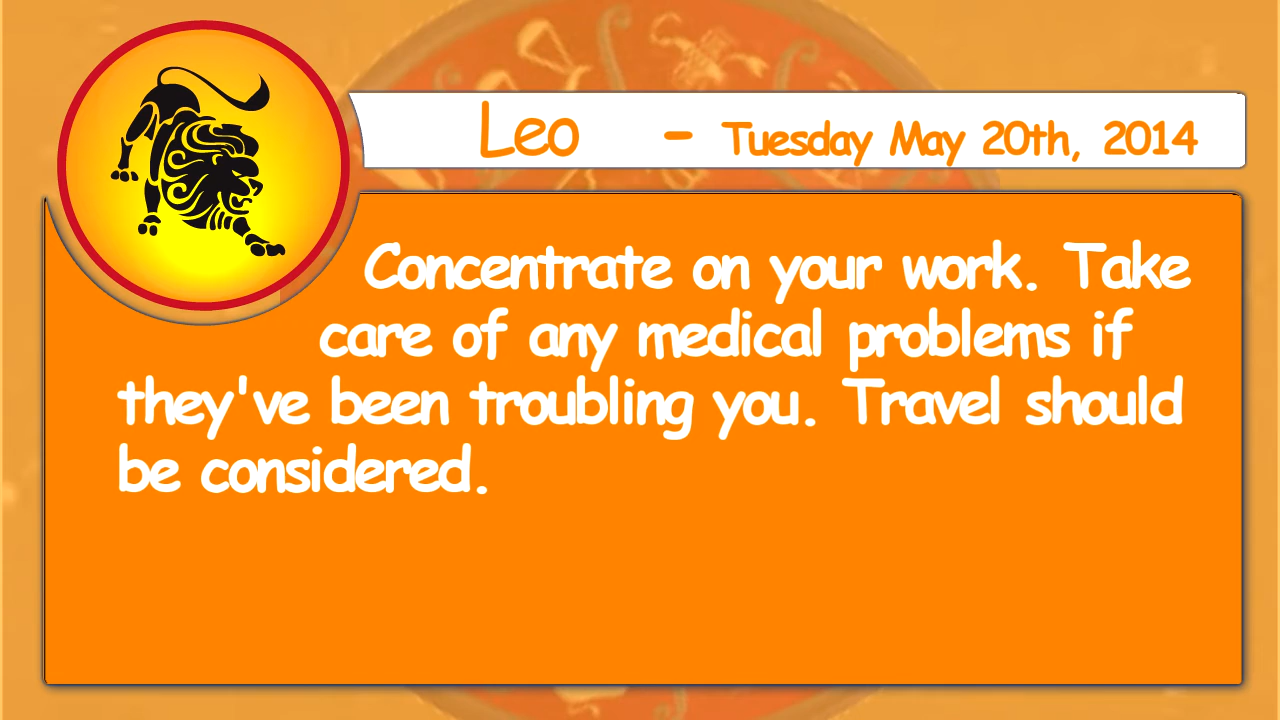 Leo - Tuesday May 20th, 2014
Concentrate on your work. Take
care of any medical problems if
they've been troubling you. Travel should
be considered.